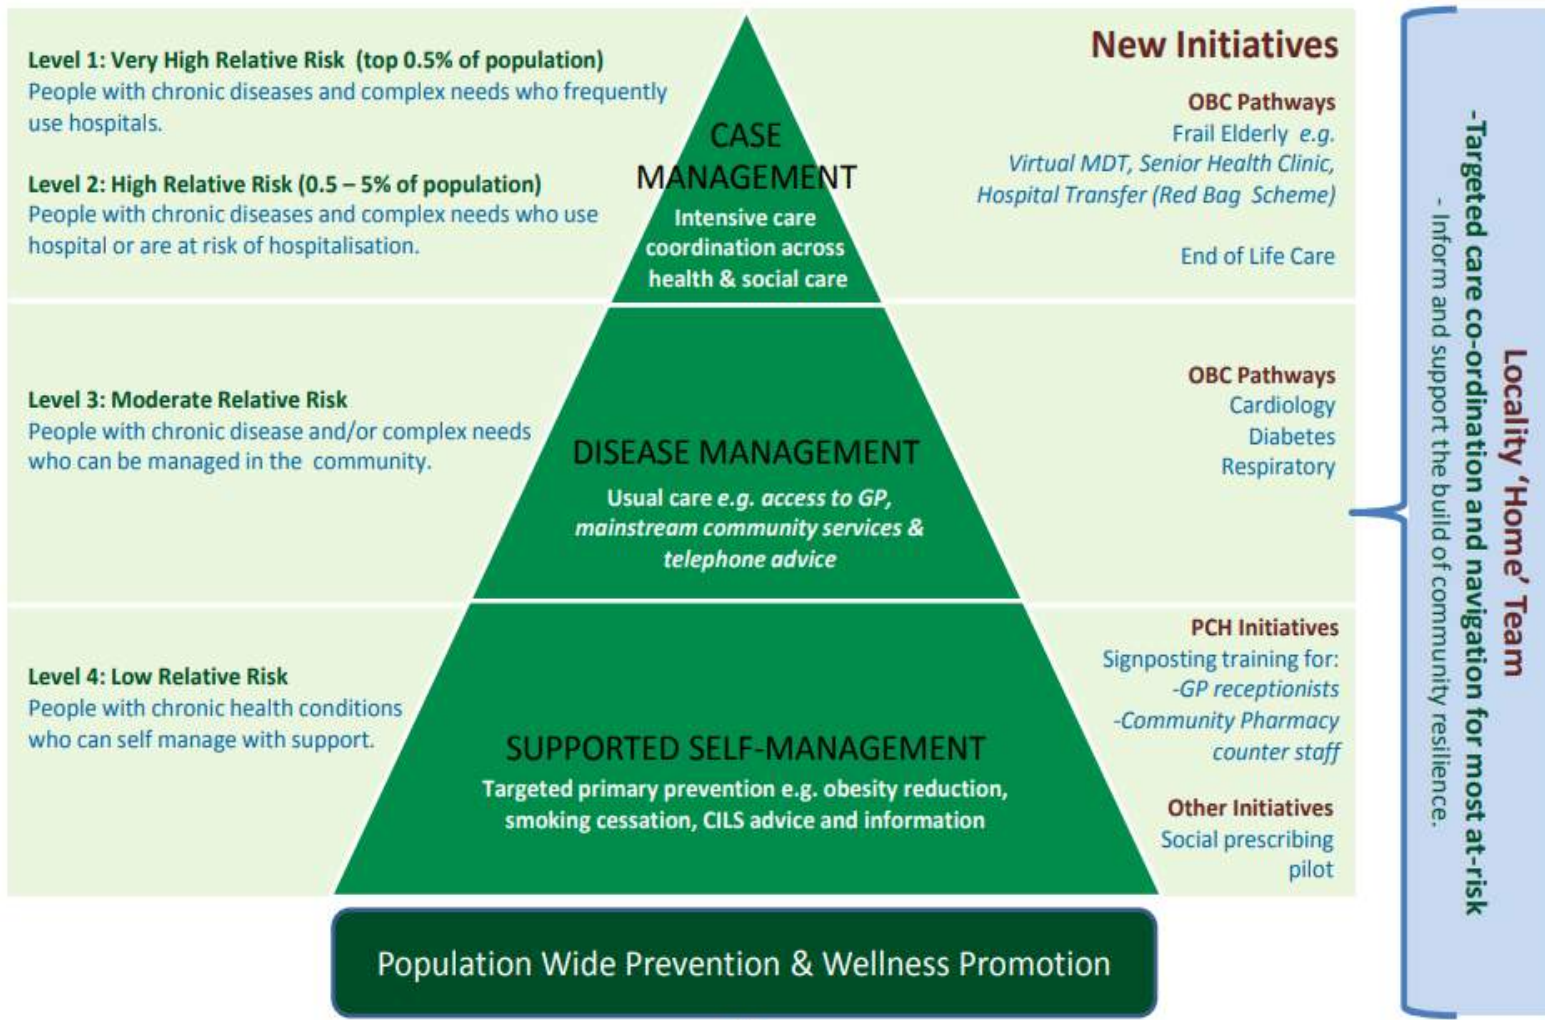 Level 1: Very High Relative Risk (top 0.5% of population)
People with chronic diseases and complex needs who frequently
use hospitals.
Level 2: High Relative Risk (0.5 – 5% of population)
People with chronic diseases and complex needs who use
hospital or are at risk of hospitalisation.
CASE
MANAGEMENT
Intensive care
coordination across
health & social care
New Initiatives
OBC Pathways
Frail Elderly e.g.
Virtual MDT, Senior Health Clinic,
Hospital Transfer (Red Bag Scheme)
End of Life Care
Level 3: Moderate Relative Risk
People with chronic disease and/or complex needs
who can be managed in the community.
DISEASE MANAGEMENT
Usual care e.g. access to GP,
mainstream community services &
telephone advice
OBC Pathways
Cardiology
Diabetes
Respiratory
Level 4: Low Relative Risk
People with chronic health conditions
who can self manage with support.
SUPPORTED SELF-MANAGEMENT
Targeted primary prevention e.g. obesity reduction,
smoking cessation, CILS advice and information
PCH Initiatives
Signposting training for:
-GP receptionists
-Community Pharmacy
counter staff
Other Initiatives
Social prescribing
pilot
Population Wide Prevention & Wellness Promotion
Locality ‘Home’ Team
-Targeted care co-ordination and navigation for most at-risk
- Inform and support the build of community resilience.